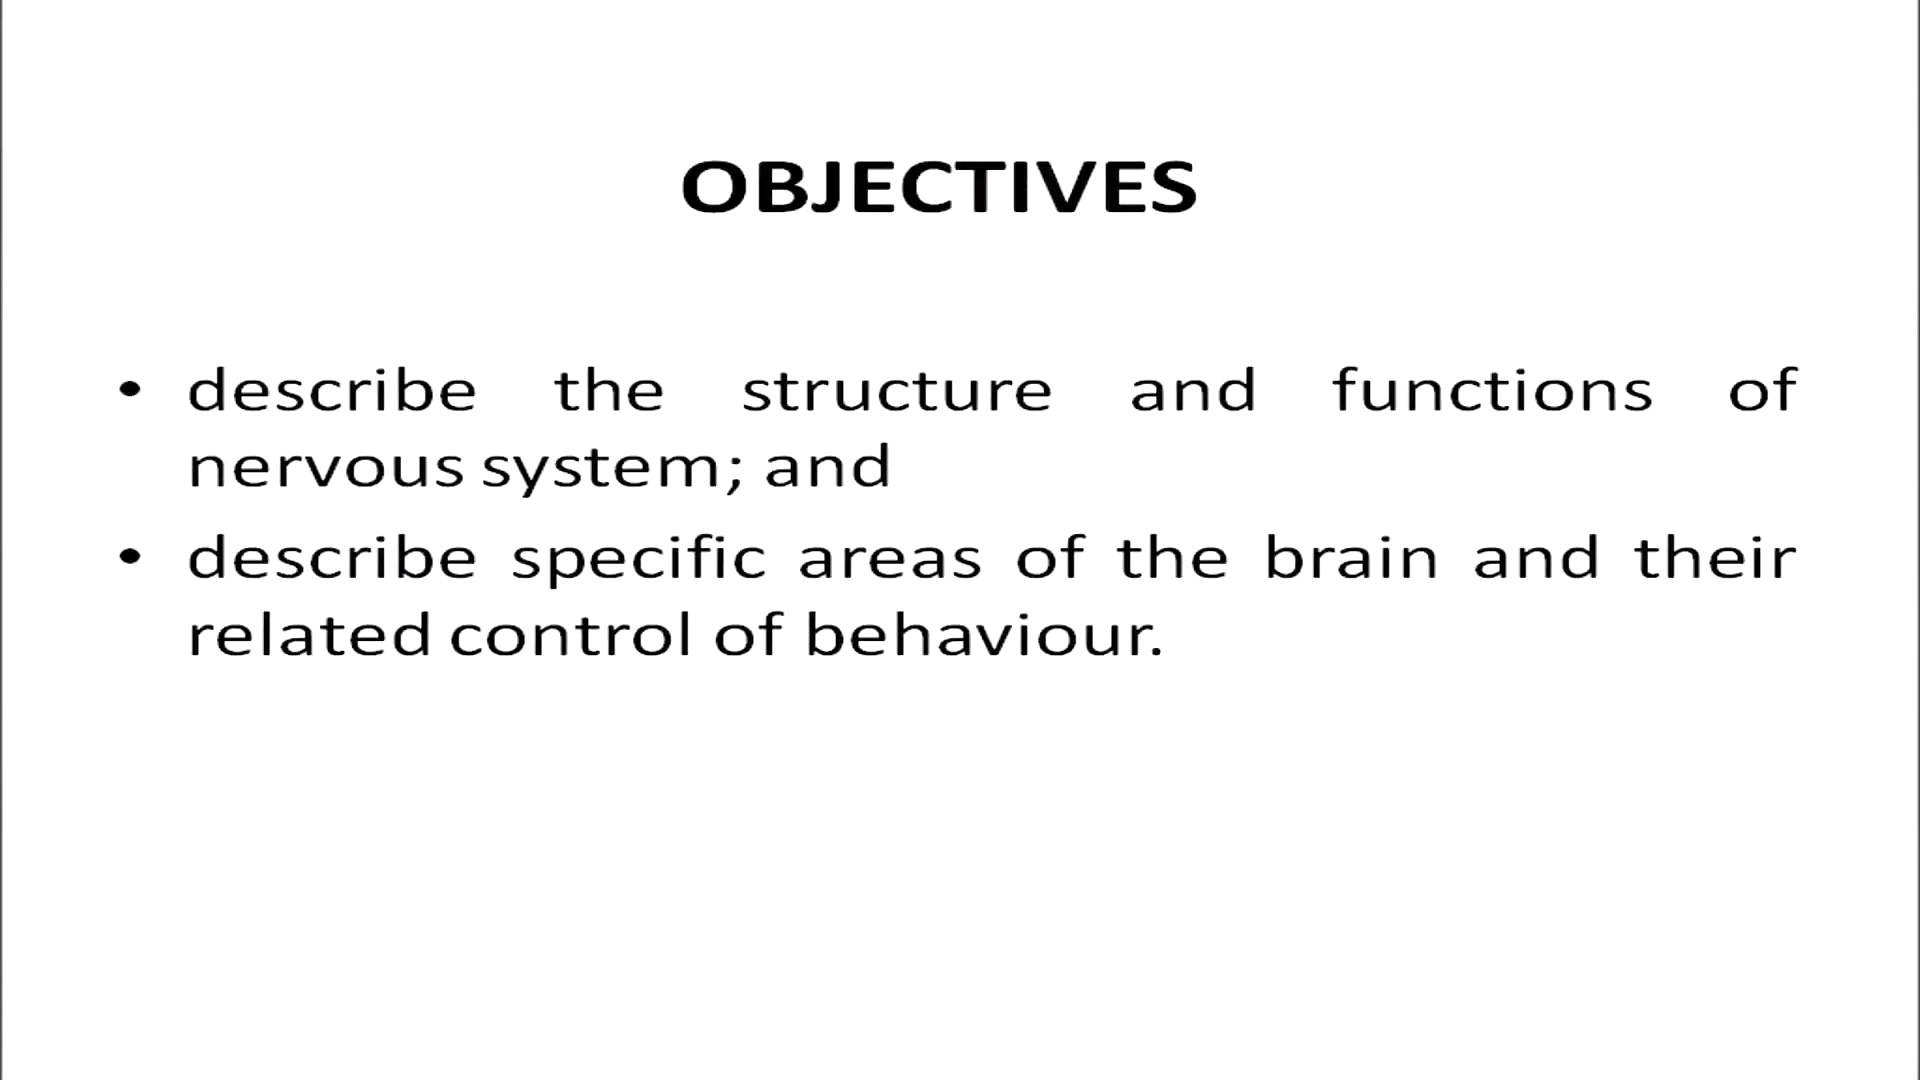 OBJECTIVES
• describe the structure and functions of
nervous system; and
• describe specific areas of the brain and their
related control of behaviour.